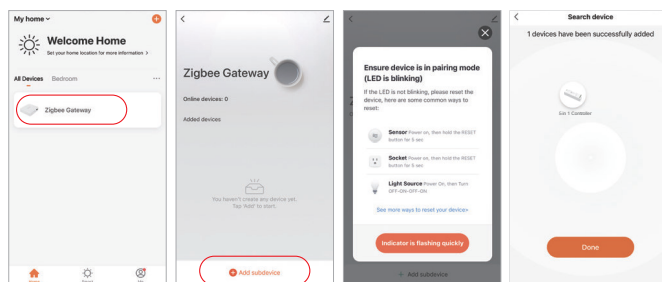 My home
Welcome Home
Set your home location for more information >
All Devices Bedroom ...
Zigbee Gateway
Home Smart Me
Zigbee Gateway
Online devices: 0
Added devices
You haven't create any device yet.
Tap 'Add' to start.
Add subdevice
Ensure device is in pairing mode
(LED is blinking)
If the LED is not blinking, please reset the
device, here are some common ways to
reset:
Sensor Power on, then hold the RESET
button for 5 sec
Socket Power on, then hold the RESET
button for 5 sec
Light Source Power On, then Turn
OFF-ON-OFF-ON
See more ways to reset your device>
Indicator is flashing quickly
+ Add subdevice
Search device
1 devices have been successfully added
5in 1 Controller
Done